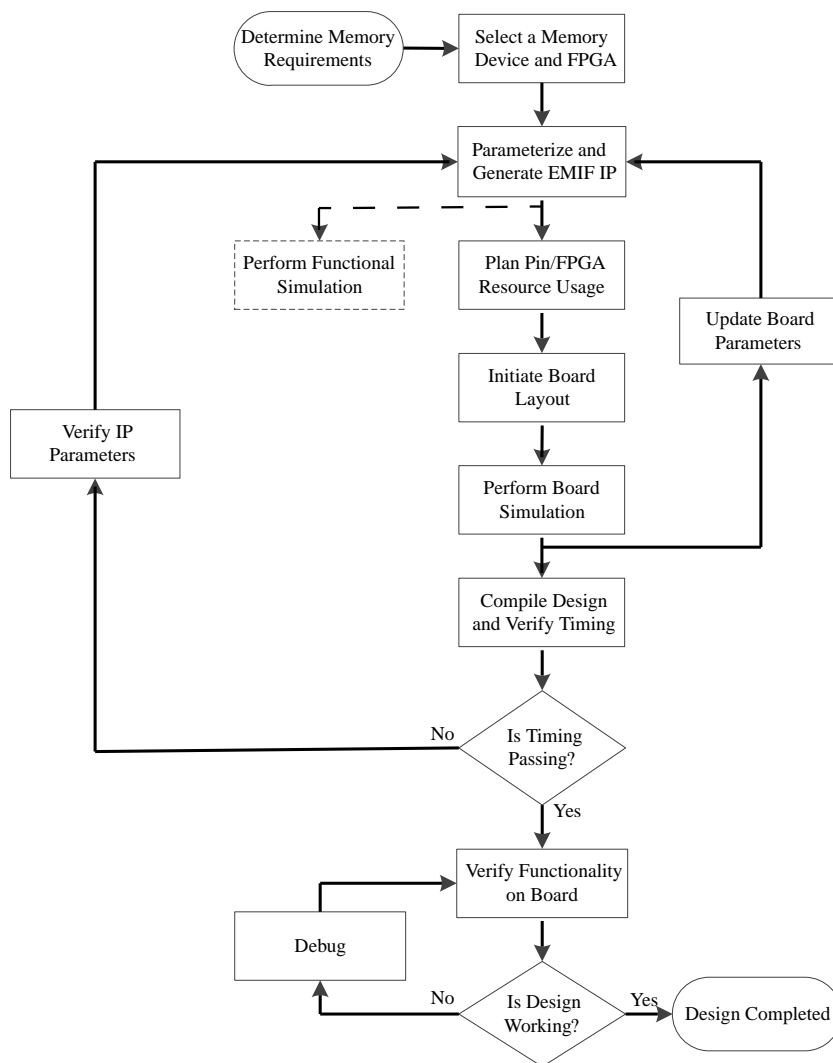 Determine Memory
Requirements
Select a Memory
Device and FPGA
Parameterize and
Generate EMIF IP
Perform Functional
Simulation
Plan Pin/FPGA
Resource Usage
Update Board
Parameters
Initiate Board
Layout
Verify IP
Parameters
Perform Board
Simulation
Compile Design
and Verify Timing
No
Is Timing
Passing?
Yes
Verify Functionality
on Board
Debug
No
Is Design
Working?
Yes
Design Completed